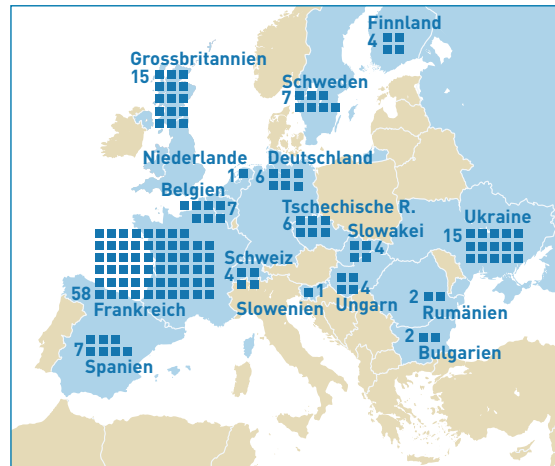 Finnland
4
Grossbritannien
15
Schweden
7
Niederlande
1
Deutschland
6
Belgien
7
Tschechische R.
6
Slowakei
4
Ukraine
15
Schweiz
4
58
Frankreich
Slowenien
1
4
Ungarn
2
Rumänien
7
Spanien
2
Bulgarien